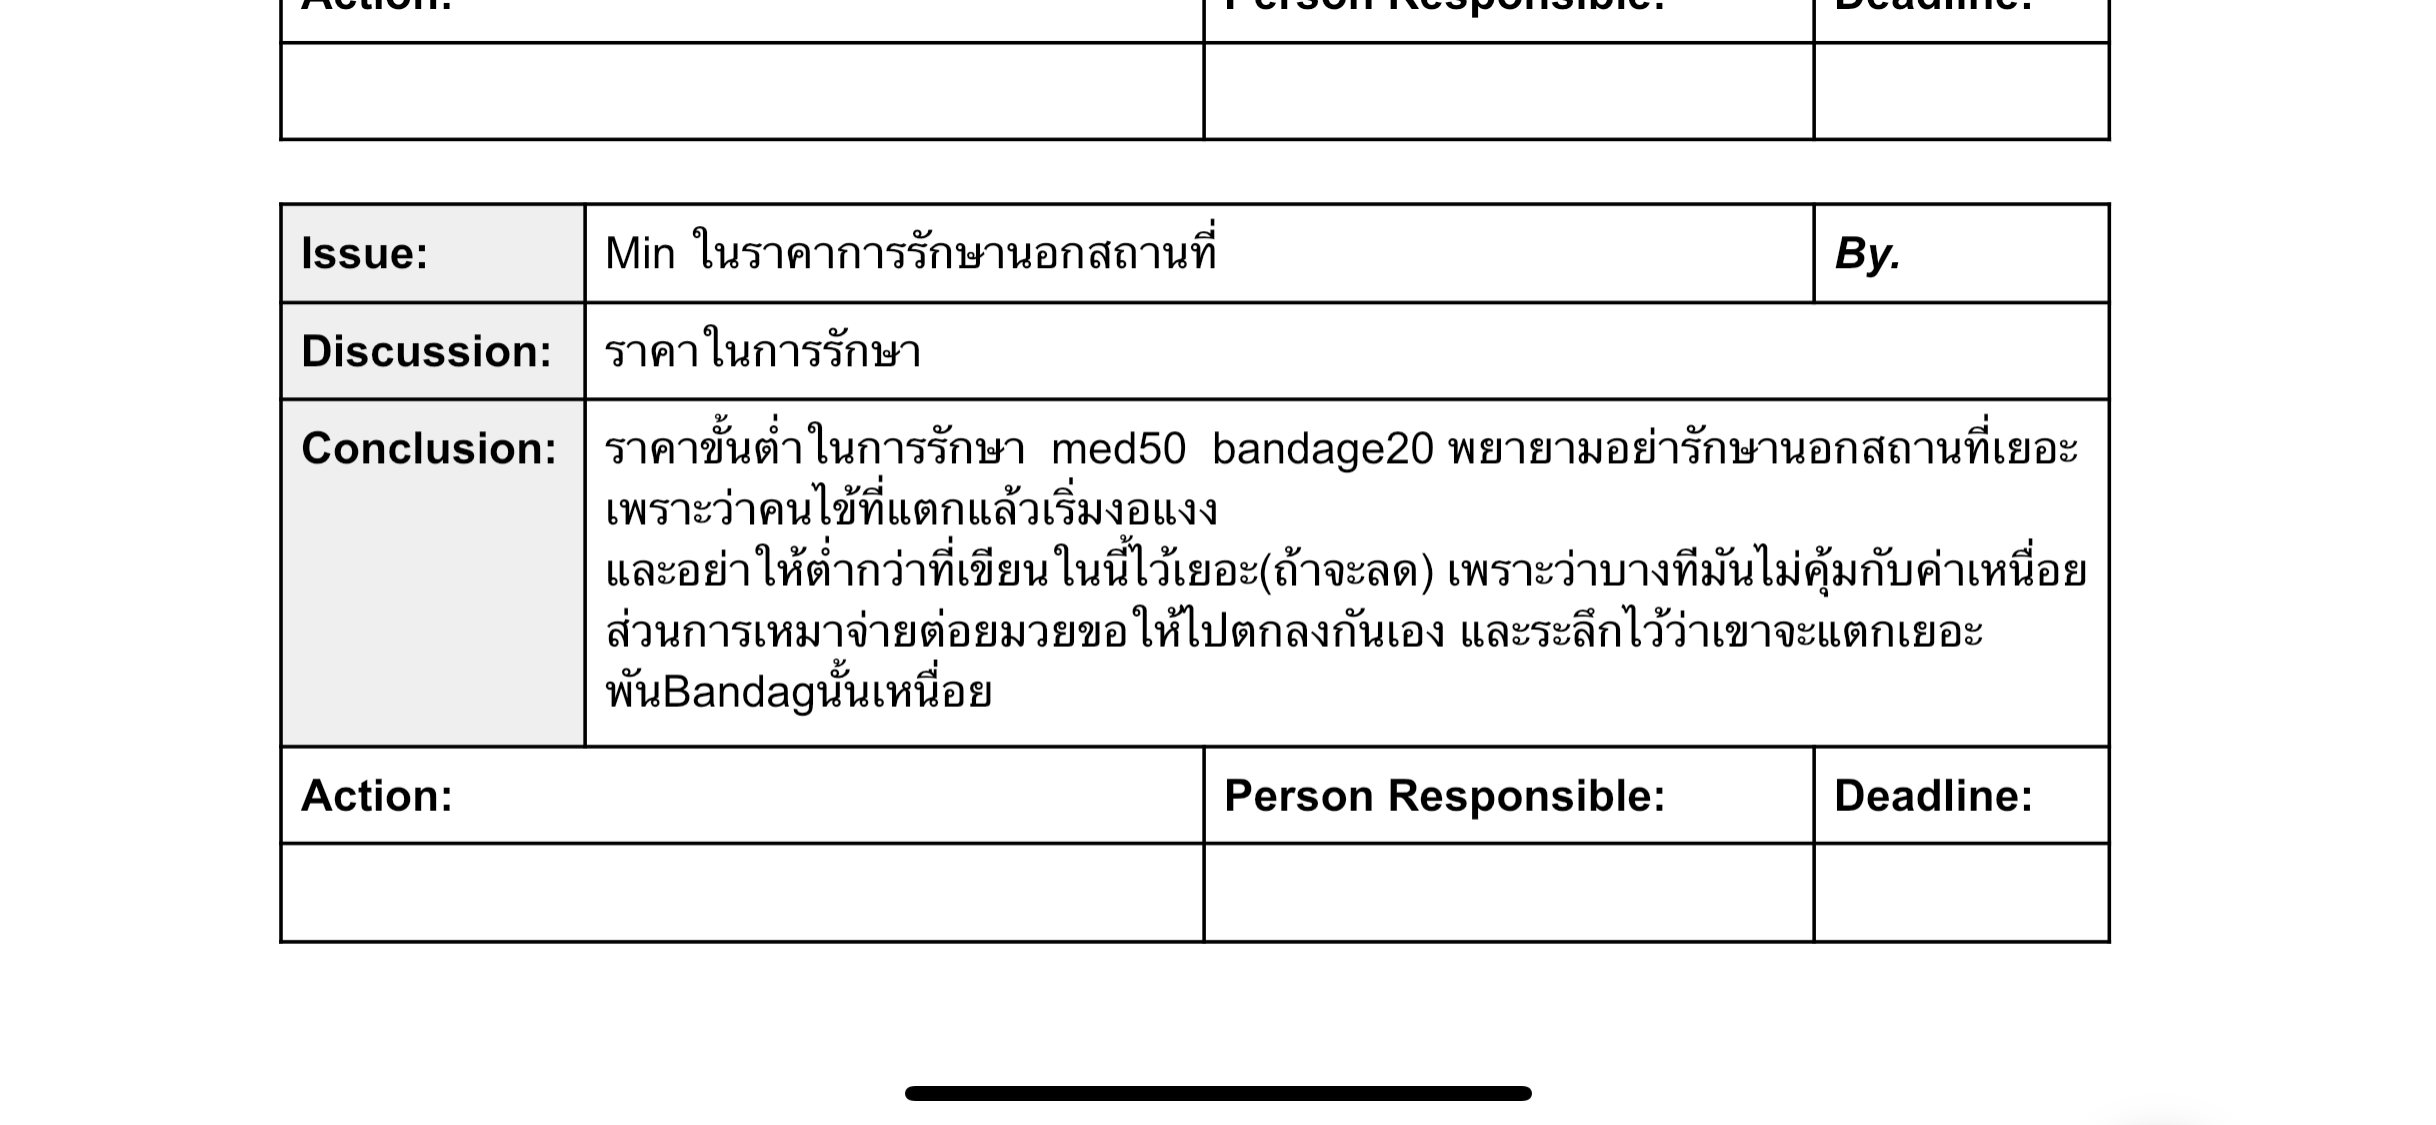 Action: Person Responsible: Deadline:
Issue: Min ในราคาการรักษานอกสถานที่ By.
Discussion: ราคาในการรักษา
Conclusion: ราคาขั้นต่ำในการรักษา med50 bandage20 พยายามอย่ารักษานอกสถานที่เยอะ
เพราะว่าคนไข้ที่แตกแล้วเริ่มงอแงง
และอย่าให้ต่ำกว่าที่เขียนในนี้ไว้เยอะ(ถ้าจะลด) เพราะว่าบางทีมันไม่คุ้มกับค่าเหนื่อย
ส่วนการเหมาจ่ายต่อยมวยขอให้ไปตกลงกันเอง และระลึกไว้ว่าเขาจะแตกเยอะ
พันBandagนั้นเหนื่อย
Action: Person Responsible: Deadline: